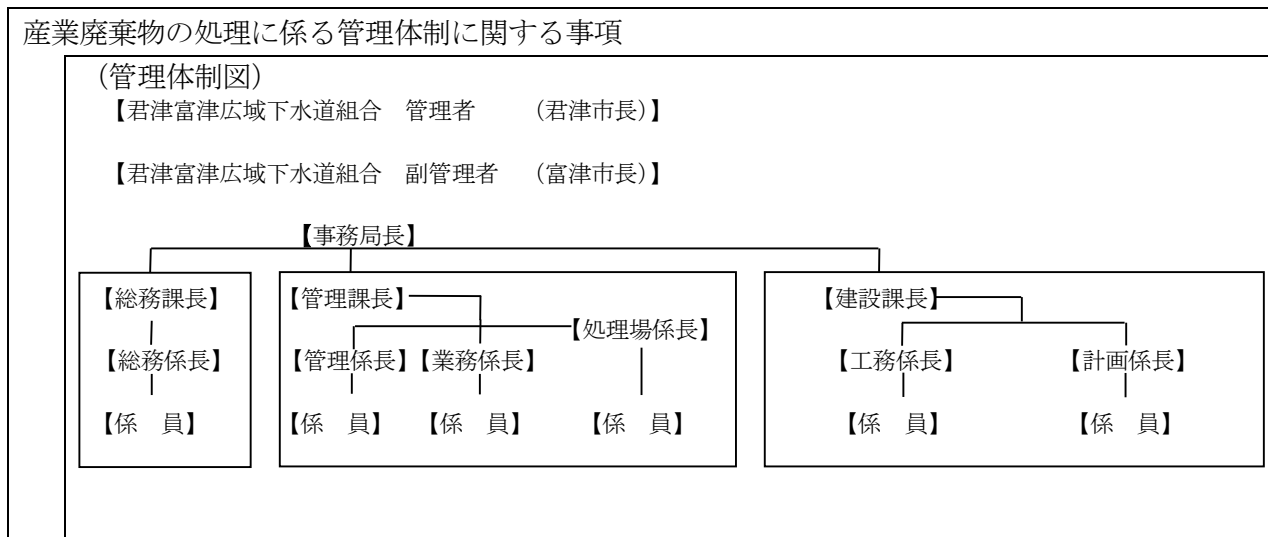 産業廃棄物の処理に係る管理体制に関する事項
（管理体制図）
【君津富津広域下水道組合　管理者　　（君津市長）】
【君津富津広域下水道組合　副管理者　（富津市長）】
【事務局長】
【総務課長】　【管理課長】　【建設課長】
【処理場係長】
【総務係長】　【管理係長】【業務係長】　【工務係長】　【計画係長】
【係　員】　【係　員】　【係　員】　【係　員】　【係　員】　【係　員】